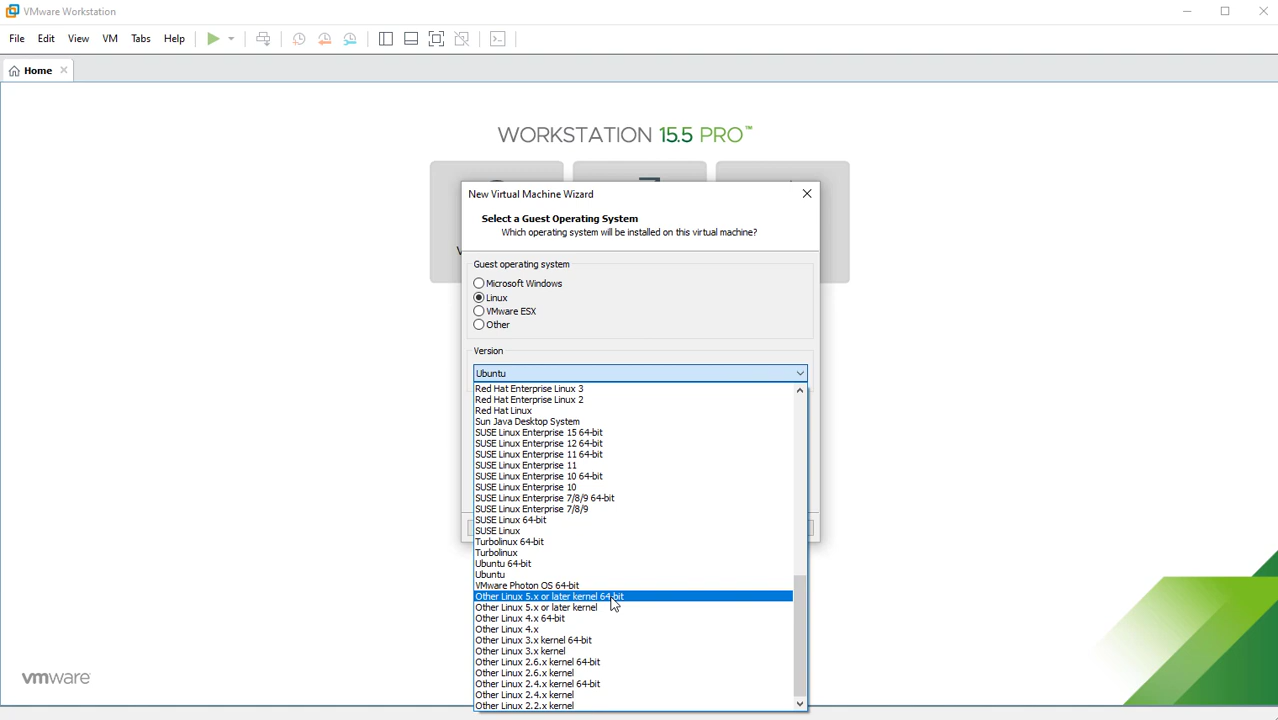 VMware Workstation
File Edit View VM Tabs Help
Home
WORKSTATION 15.5 PRO™
New Virtual Machine Wizard
Select a Guest Operating System
Which operating system will be installed on this virtual machine?
Guest operating system
Microsoft Windows
Linux
VMware ESX
Other
Version
Ubuntu
Red Hat Enterprise Linux 3
Red Hat Enterprise Linux 2
Red Hat Linux
Sun Java Desktop System
SUSE Linux Enterprise 15 64-bit
SUSE Linux Enterprise 12 64-bit
SUSE Linux Enterprise 11 64-bit
SUSE Linux Enterprise 11
SUSE Linux Enterprise 10 64-bit
SUSE Linux Enterprise 10
SUSE Linux Enterprise 7/8/9 64-bit
SUSE Linux Enterprise 7/8/9
SUSE Linux 64-bit
SUSE Linux
Turbolinux 64-bit
Turbolinux
Ubuntu 64-bit
Ubuntu
VMware Photon OS 64-bit
Other Linux 5.x or later kernel 64-bit
Other Linux 5.x or later kernel
Other Linux 4.x 64-bit
Other Linux 4.x
Other Linux 3.x kernel 64-bit
Other Linux 3.x kernel
Other Linux 2.6.x kernel 64-bit
Other Linux 2.6.x kernel
Other Linux 2.4.x kernel 64-bit
Other Linux 2.4.x kernel
Other Linux 2.2.x kernel
vmware